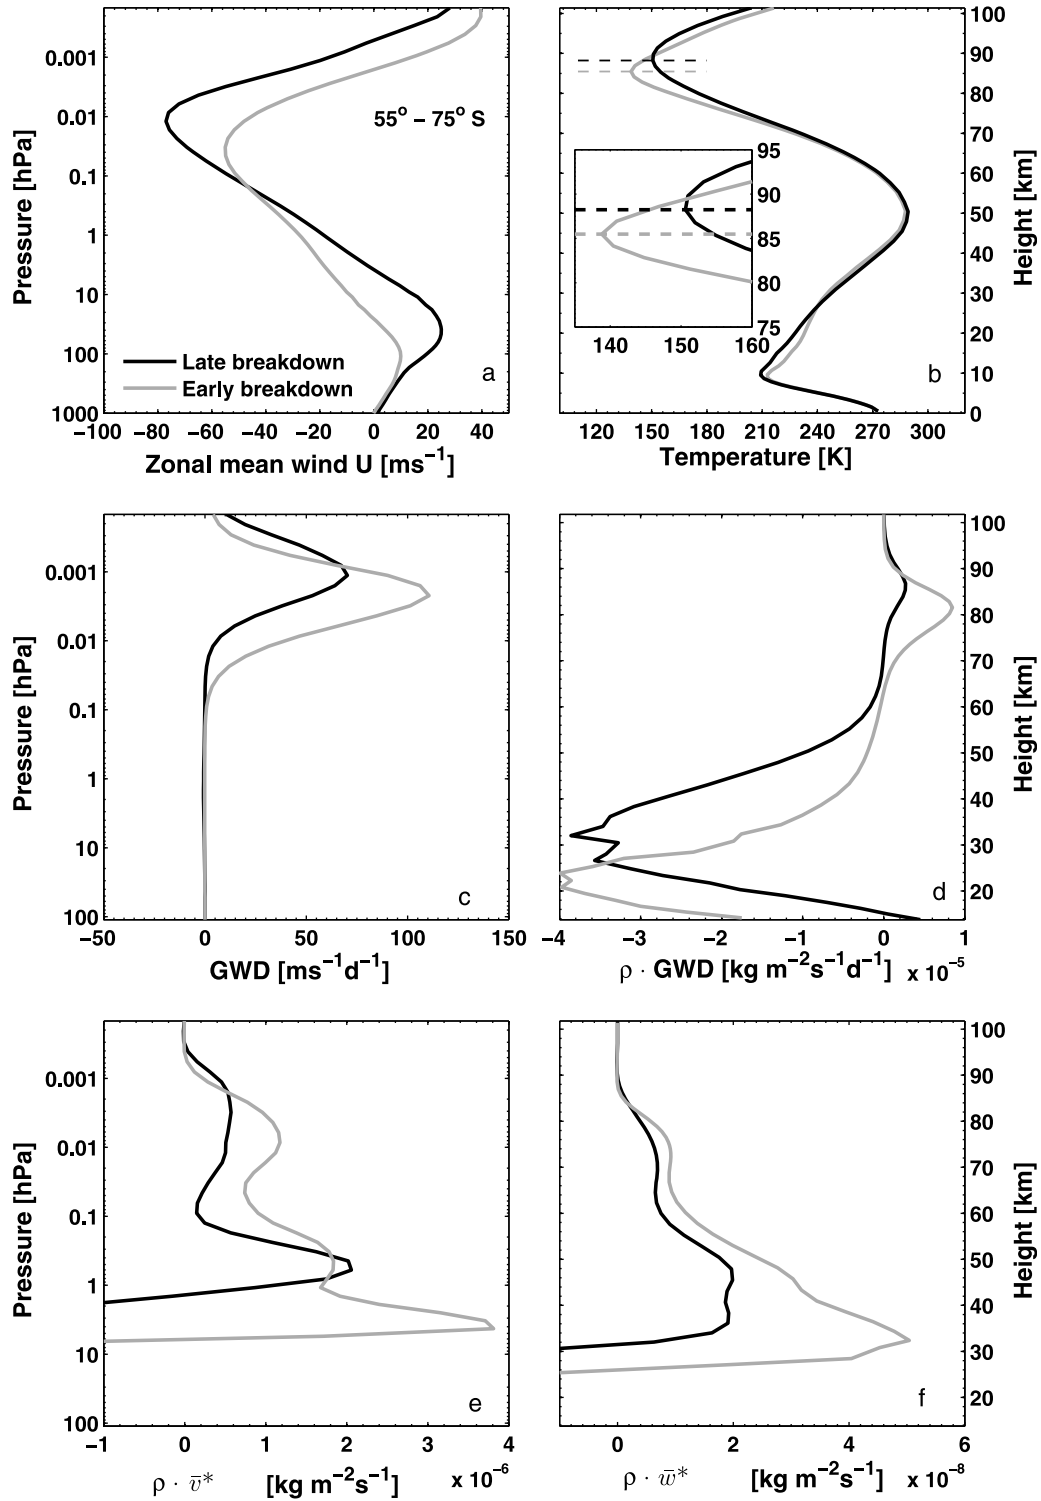 0.001
0.01
0.1
1
10
100
1000
Pressure [hPa]
55° – 75° S
Late breakdown
Early breakdown
a
–100 –80 –60 –40 –20 0 20 40
Zonal mean wind U [ms⁻¹]
100
90
80
70
60
50
40
30
20
10
0
Height [km]
95
90
85
80
75
140 150 160
b
120 150 180 210 240 270 300
Temperature [K]
0.001
0.01
0.1
1
10
100
Pressure [hPa]
c
–50 0 50 100 150
GWD [ms⁻¹d⁻¹]
100
90
80
70
60
50
40
30
20
Height [km]
d
–4 –3 –2 –1 0 1
ρ · GWD [kg m⁻²s⁻¹d⁻¹] x 10⁻⁵
0.001
0.01
0.1
1
10
100
Pressure [hPa]
e
–1 0 1 2 3 4
ρ · v̄* [kg m⁻²s⁻¹] x 10⁻⁶
100
90
80
70
60
50
40
30
20
Height [km]
f
0 2 4 6
ρ · w̄* [kg m⁻²s⁻¹] x 10⁻⁸